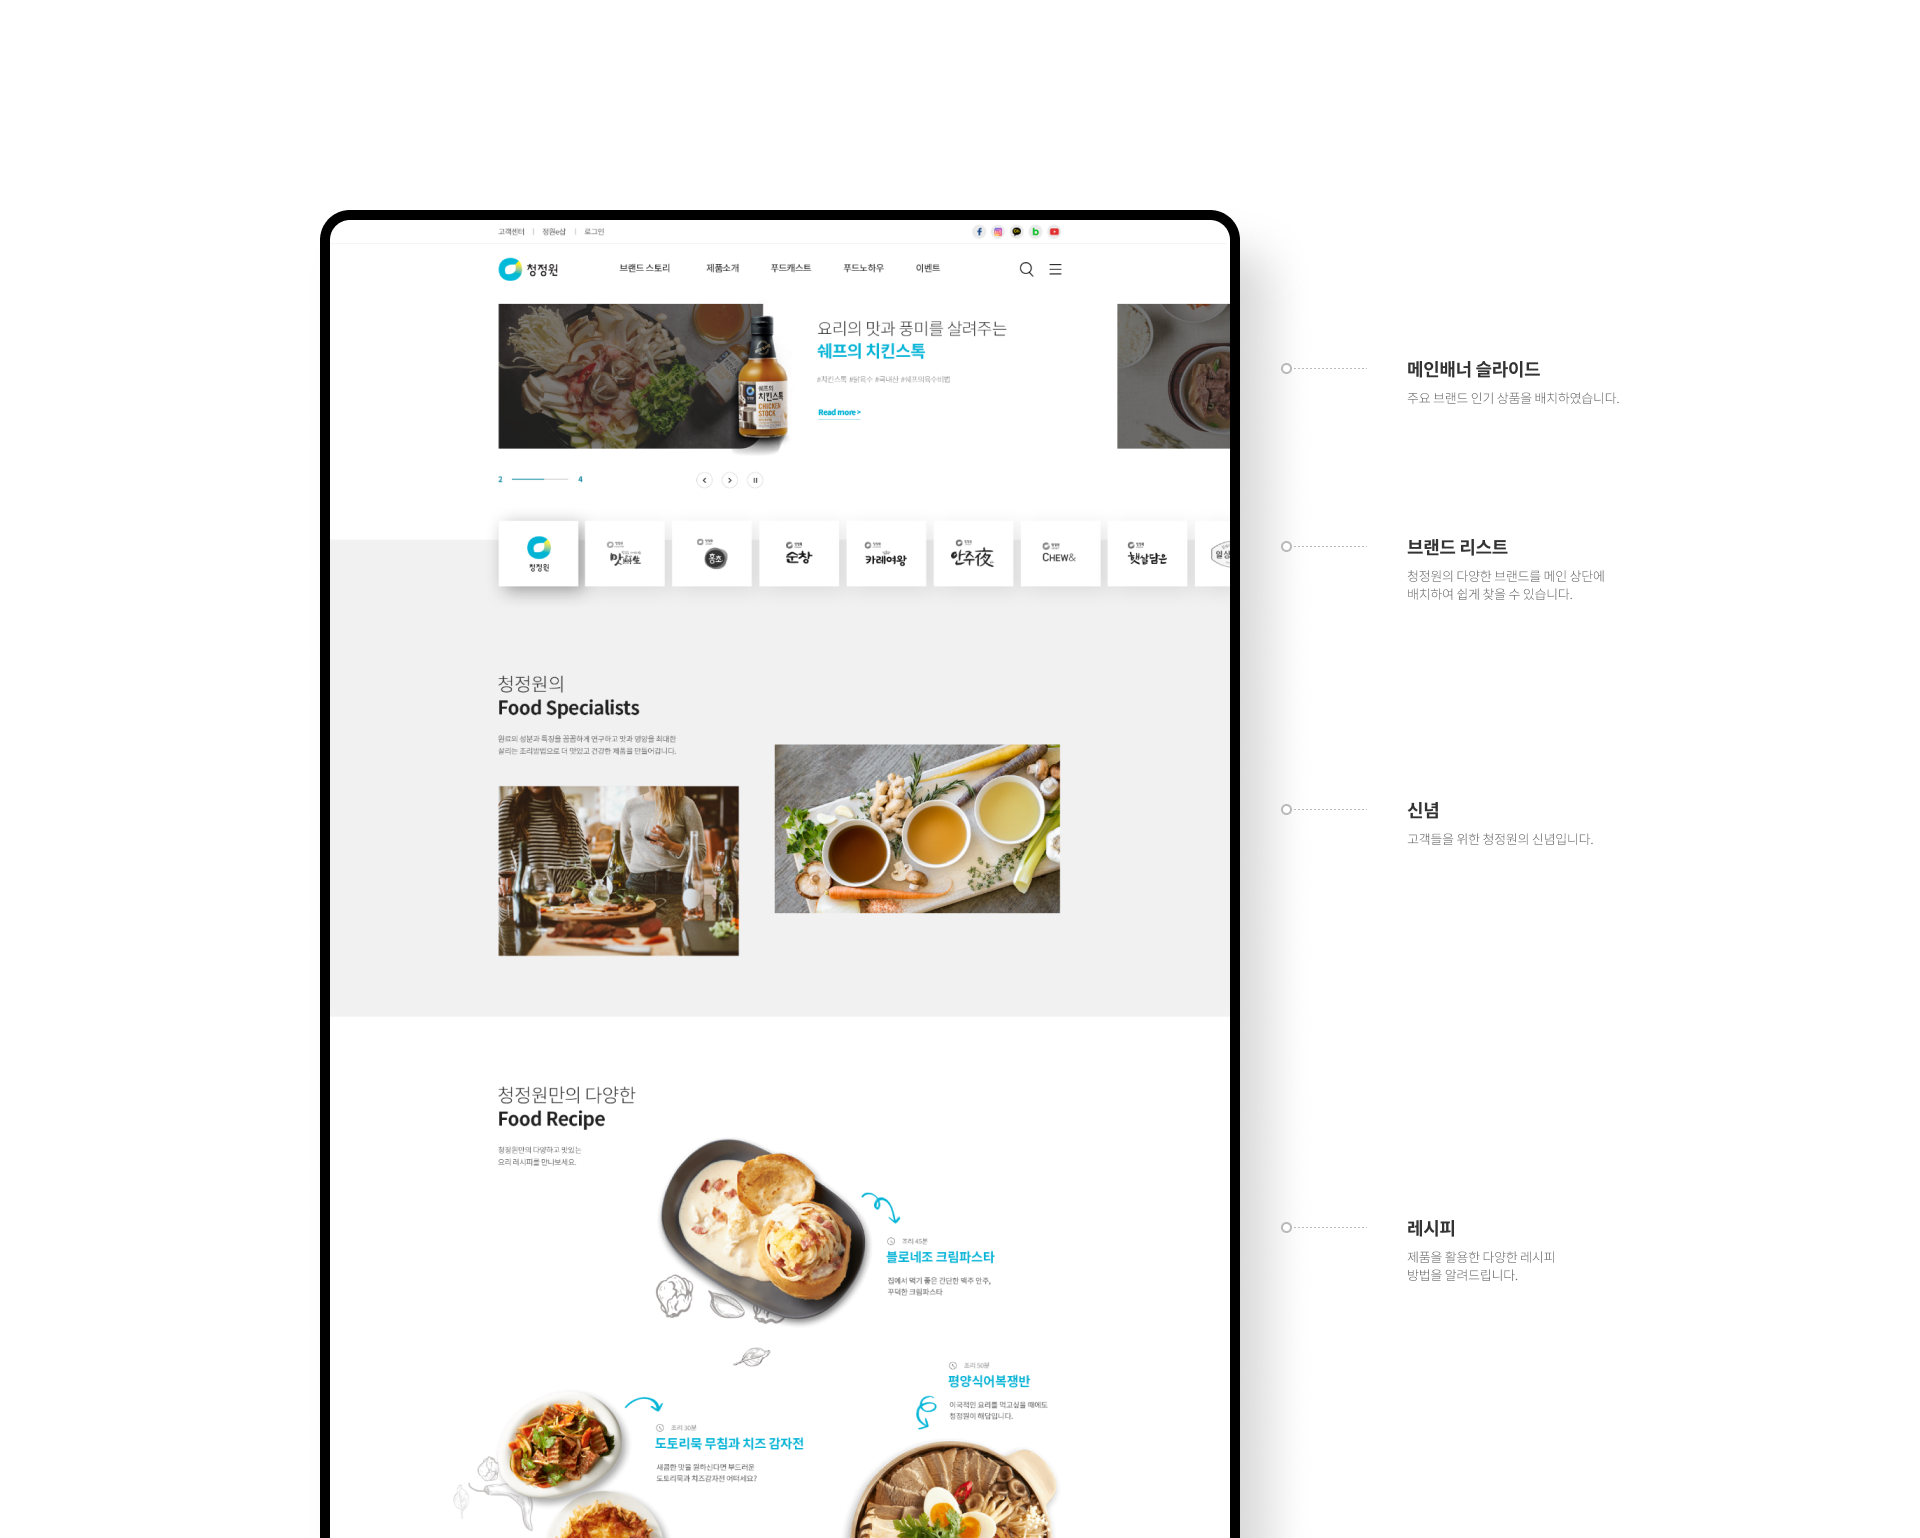 고객센터 | 정원e샵 | 로그인
청정원
브랜드 스토리 제품소개 푸드캐스트 푸드노하우 이벤트
요리의 맛과 풍미를 살려주는
쉐프의 치킨스톡
#치킨스톡 #닭육수 #국내산 #쉐프의육수비법
Read more >
쉐프의
치킨스톡
CHICKEN
STOCK
2 4
청정원
맛鮮生
홍초
순창
카레여왕
안주夜
CHEW&
햇살담은
일상
청정원의
Food Specialists
원료의 성분과 특징을 꼼꼼하게 연구하고 맛과 영양을 최대한
살리는 조리방법으로 더 맛있고 건강한 제품을 만들어갑니다.
청정원만의 다양한
Food Recipe
청정원만의 다양하고 맛있는
요리 레시피를 만나보세요.
조리 45분
블로네조 크림파스타
집에서 먹기 좋은 간단한 맥주 안주,
꾸덕한 크림파스타
조리 50분
평양식어복쟁반
이국적인 요리를 먹고싶을 때에도
청정원이 해답입니다.
조리 30분
도토리묵 무침과 치즈 감자전
새콤한 맛을 원하신다면 부드러운
도토리묵과 치즈감자전 어떠세요?
메인배너 슬라이드
주요 브랜드 인기 상품을 배치하였습니다.
브랜드 리스트
청정원의 다양한 브랜드를 메인 상단에
배치하여 쉽게 찾을 수 있습니다.
신념
고객들을 위한 청정원의 신념입니다.
레시피
제품을 활용한 다양한 레시피
방법을 알려드립니다.